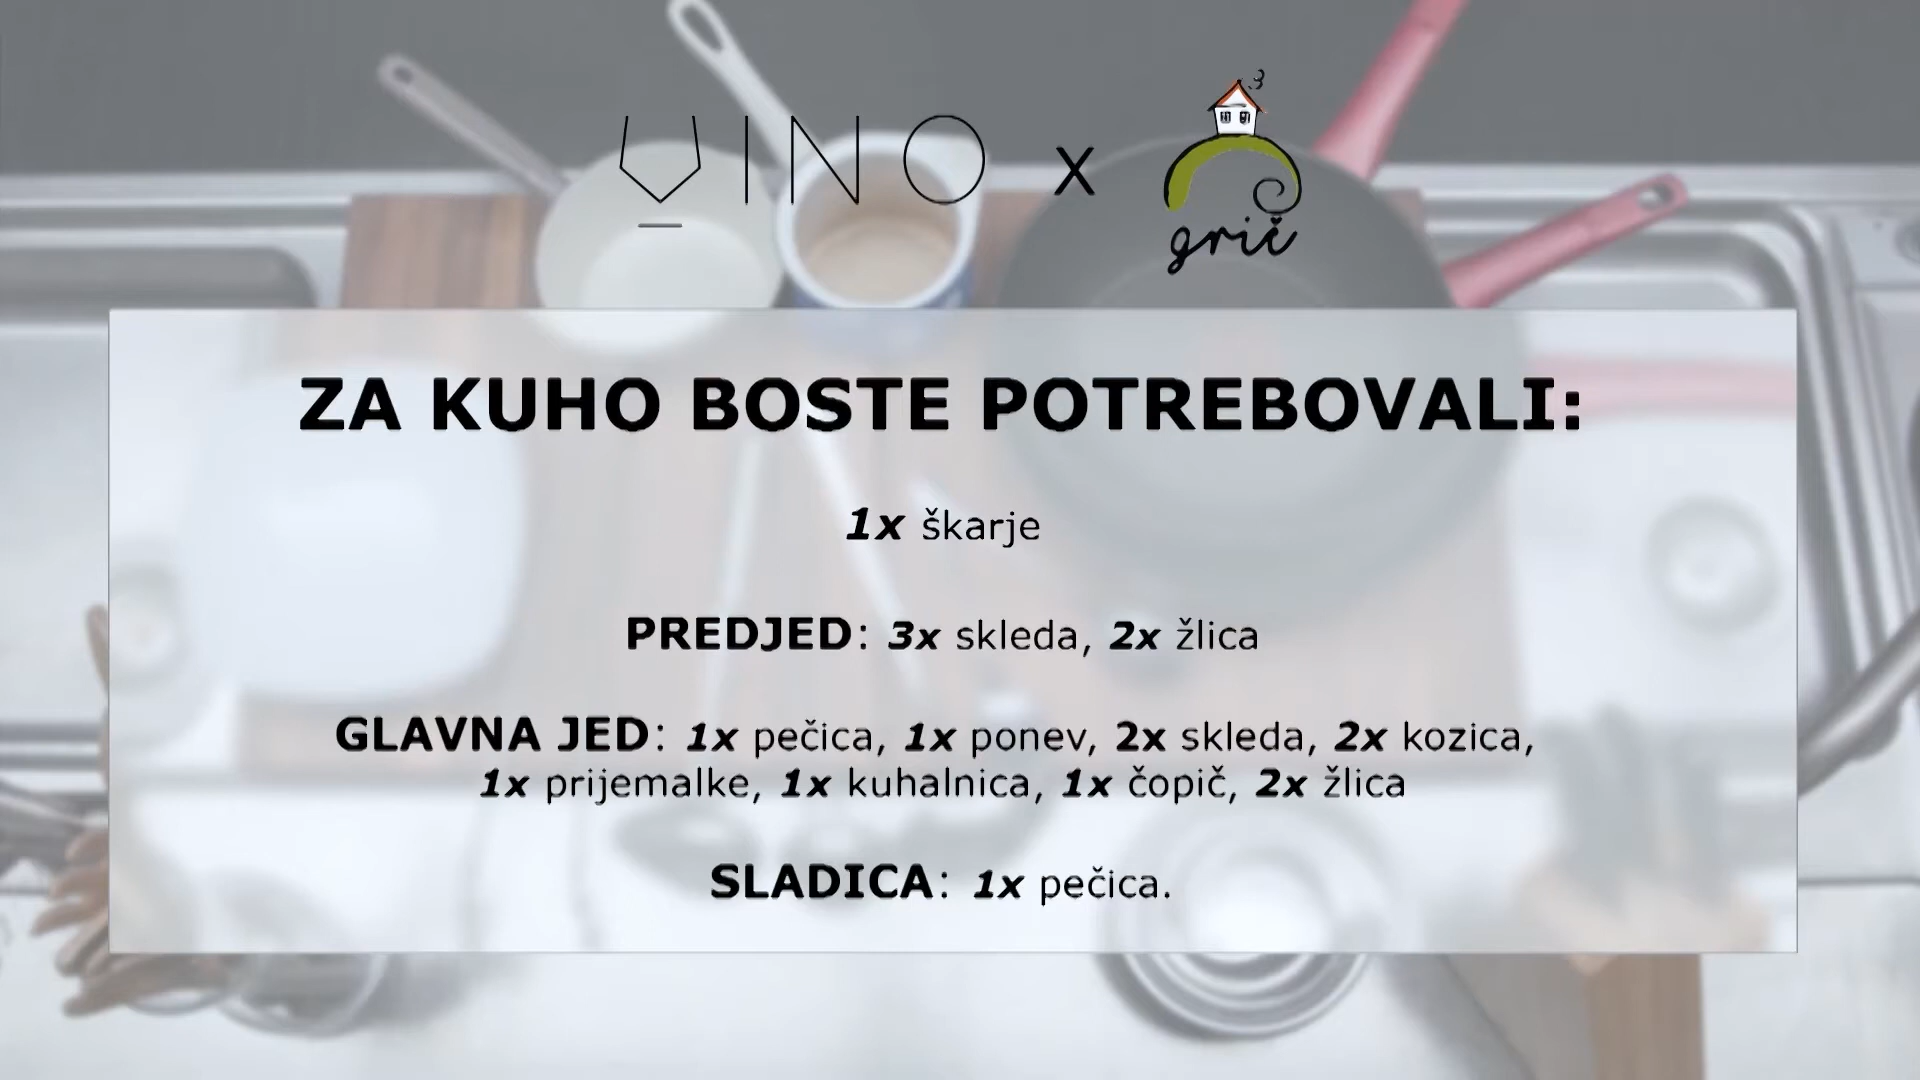 VINO x grič
ZA KUHO BOSTE POTREBOVALI:
1x škarje
PREDJED: 3x skleda, 2x žlica
GLAVNA JED: 1x pečica, 1x ponev, 2x skleda, 2x kozica,
1x prijemalke, 1x kuhalnica, 1x čopič, 2x žlica
SLADICA: 1x pečica.